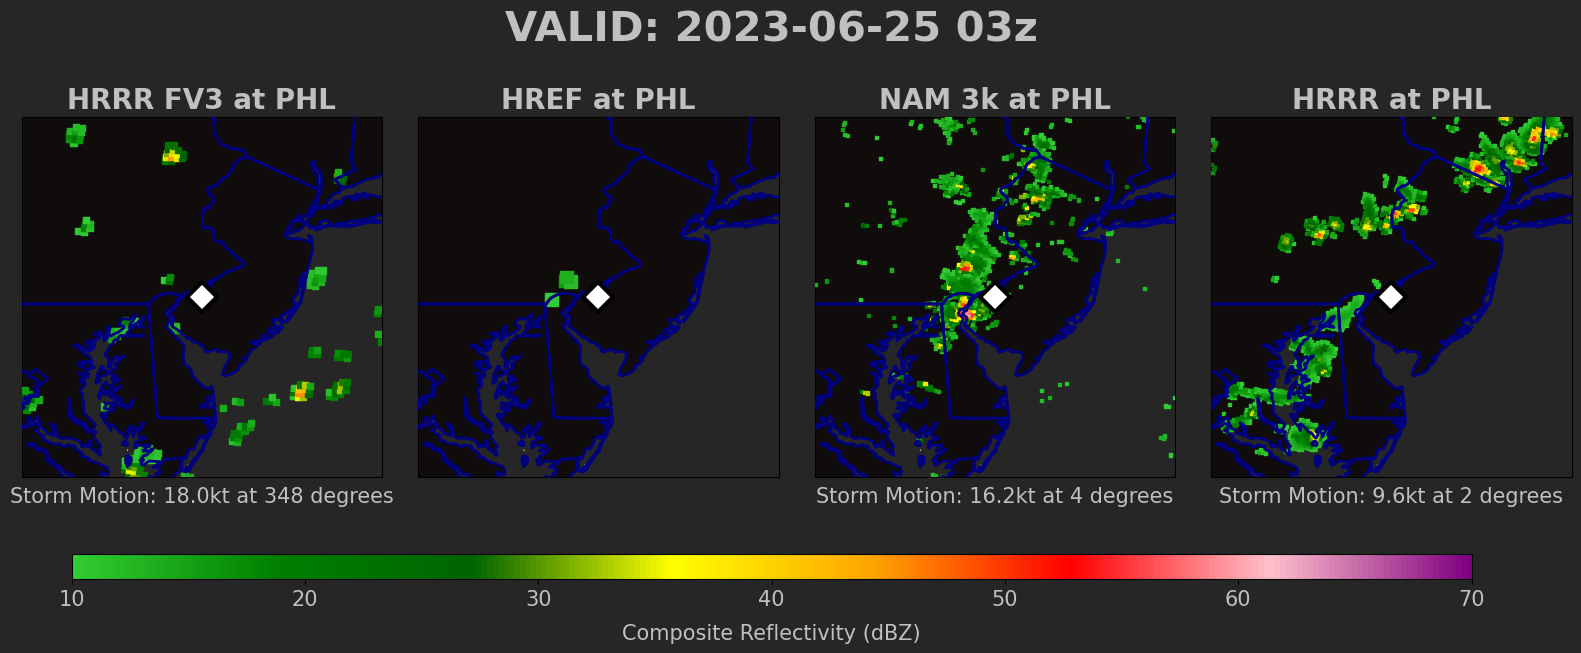 VALID: 2023-06-25 03z
HRRR FV3 at PHL
HREF at PHL
NAM 3k at PHL
HRRR at PHL
Storm Motion: 18.0kt at 348 degrees
Storm Motion: 16.2kt at 4 degrees
Storm Motion: 9.6kt at 2 degrees
10 20 30 40 50 60 70
Composite Reflectivity (dBZ)